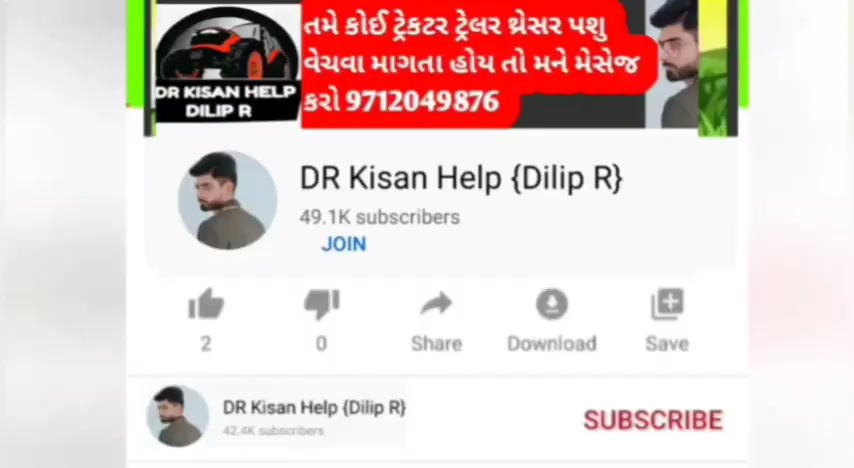 તમે કોઈ ટ્રેકટર ટ્રેલર થ્રેસર પશુ
વેચવા માગતા હોય તો મને મેસેજ
કરો 9712049876
DR KISAN HELP
DILIP R
DR Kisan Help {Dilip R}
49.1K subscribers
JOIN
2
0
Share
Download
Save
DR Kisan Help {Dilip R}
42.4K subscribers
SUBSCRIBE